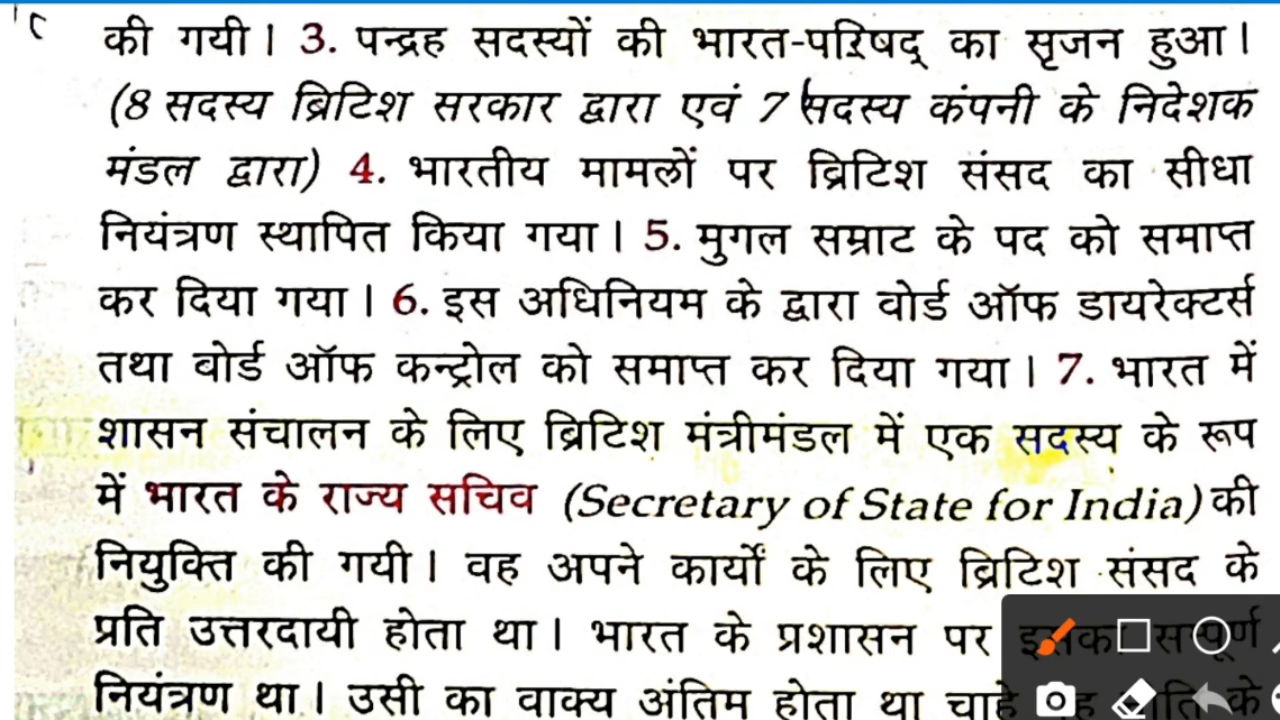 की गयी। 3. पन्द्रह सदस्यों की भारत-परिषद् का सृजन हुआ।
(8 सदस्य ब्रिटिश सरकार द्वारा एवं 7 सदस्य कंपनी के निदेशक
मंडल द्वारा) 4. भारतीय मामलों पर ब्रिटिश संसद का सीधा
नियंत्रण स्थापित किया गया। 5. मुगल सम्राट के पद को समाप्त
कर दिया गया। 6. इस अधिनियम के द्वारा बोर्ड ऑफ डायरेक्टर्स
तथा बोर्ड ऑफ कन्ट्रोल को समाप्त कर दिया गया। 7. भारत में
शासन संचालन के लिए ब्रिटिश मंत्रीमंडल में एक सदस्य के रूप
में भारत के राज्य सचिव (Secretary of State for India) की
नियुक्ति की गयी। वह अपने कार्यों के लिए ब्रिटिश संसद के
प्रति उत्तरदायी होता था। भारत के प्रशासन पर इसका सम्पूर्ण
नियंत्रण था। उसी का वाक्य अंतिम होता था चाहे के